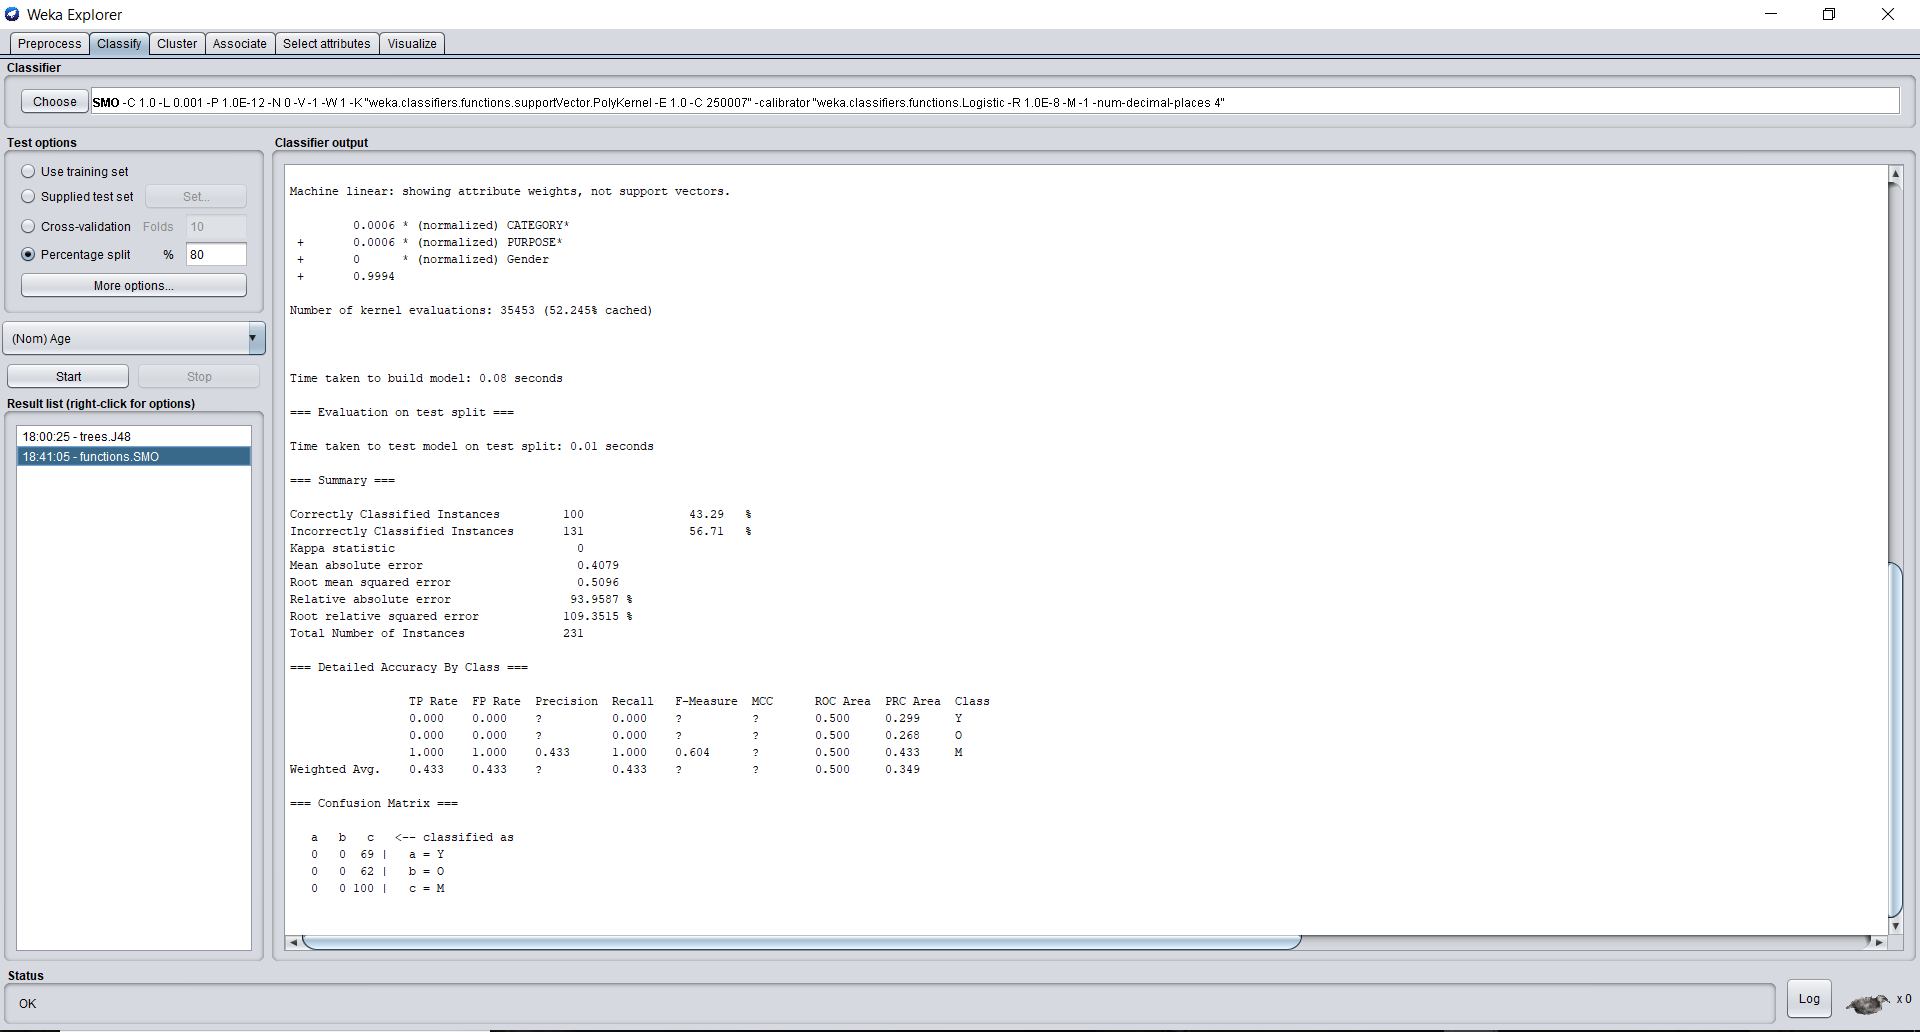 Weka Explorer
Preprocess Classify Cluster Associate Select attributes Visualize
Classifier
Choose SMO -C 1.0 -L 0.001 -P 1.0E-12 -N 0 -V -1 -W 1 -K "weka.classifiers.functions.supportVector.PolyKernel -E 1.0 -C 250007" -calibrator "weka.classifiers.functions.Logistic -R 1.0E-8 -M -1 -num-decimal-places 4"
Test options
Use training set
Supplied test set Set...
Cross-validation Folds 10
Percentage split % 80
More options...
(Nom) Age
Start Stop
Result list (right-click for options)
18:00:25 - trees.J48
18:41:05 - functions.SMO
Classifier output
Machine linear: showing attribute weights, not support vectors.
0.0006 * (normalized) CATEGORY*
+ 0.0006 * (normalized) PURPOSE*
+ 0 * (normalized) Gender
+ 0.9994
Number of kernel evaluations: 35453 (52.245% cached)
Time taken to build model: 0.08 seconds
=== Evaluation on test split ===
Time taken to test model on test split: 0.01 seconds
=== Summary ===
Correctly Classified Instances 100 43.29 %
Incorrectly Classified Instances 131 56.71 %
Kappa statistic 0
Mean absolute error 0.4079
Root mean squared error 0.5096
Relative absolute error 93.9587 %
Root relative squared error 109.3515 %
Total Number of Instances 231
=== Detailed Accuracy By Class ===
TP Rate FP Rate Precision Recall F-Measure MCC ROC Area PRC Area Class
0.000 0.000 ? 0.000 ? ? 0.500 0.299 Y
0.000 0.000 ? 0.000 ? ? 0.500 0.268 O
1.000 1.000 0.433 1.000 0.604 ? 0.500 0.433 M
Weighted Avg. 0.433 0.433 ? 0.433 ? ? 0.500 0.349
=== Confusion Matrix ===
a b c <-- classified as
0 0 69 | a = Y
0 0 62 | b = O
0 0 100 | c = M
Status
OK
Log x 0